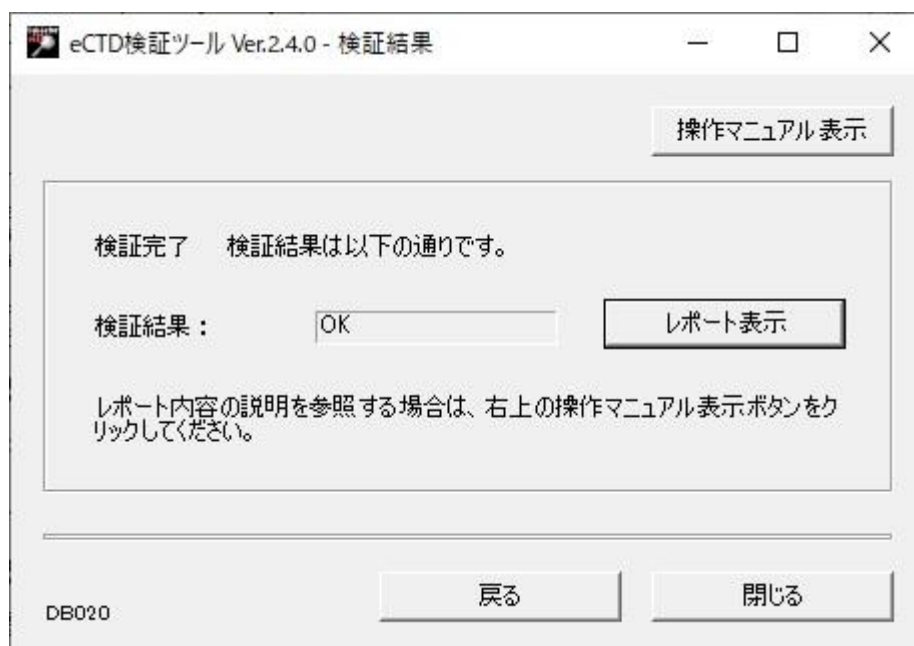 eCTD検証ツール Ver.2.4.0 - 検証結果
操作マニュアル表示
検証完了 検証結果は以下の通りです。
検証結果： OK レポート表示
レポート内容の説明を参照する場合は、右上の操作マニュアル表示ボタンをク
リックしてください。
戻る 閉じる
DB020